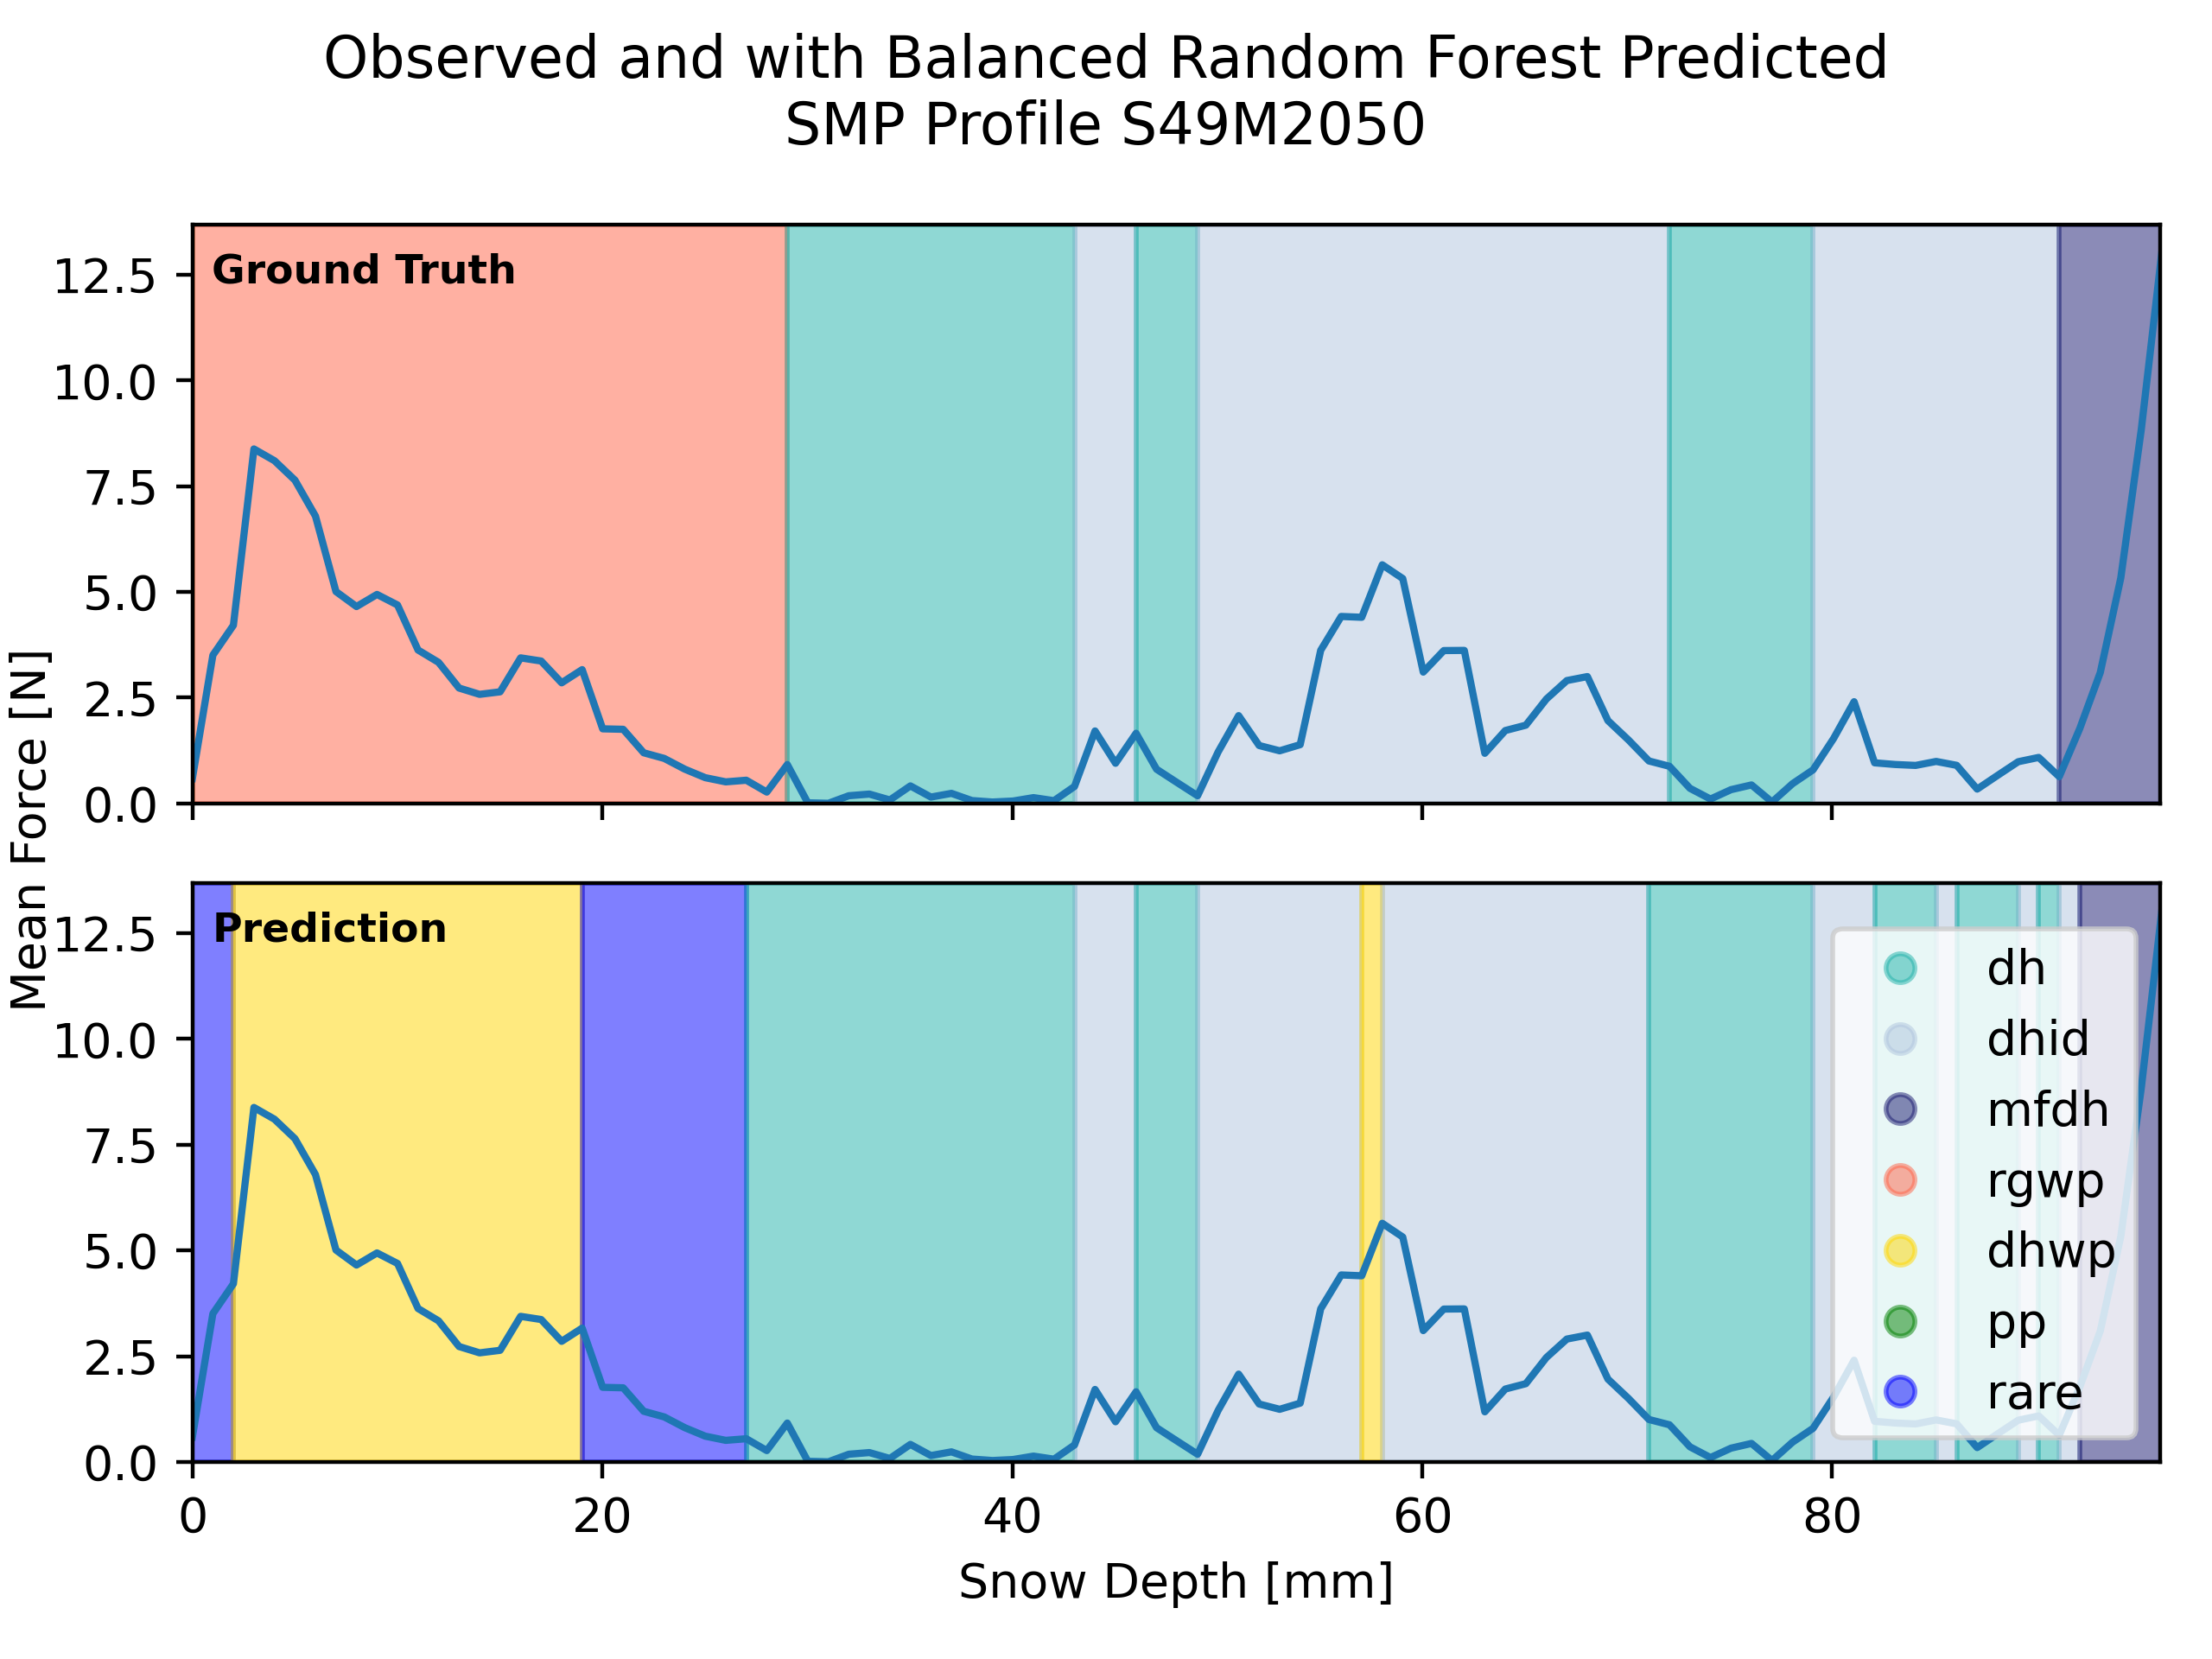 Observed and with Balanced Random Forest Predicted
SMP Profile S49M2050
Ground Truth
12.5
10.0
7.5
5.0
2.5
0.0
Mean Force [N]
Prediction
12.5
10.0
7.5
5.0
2.5
0.0
dh
dhid
mfdh
rgwp
dhwp
pp
rare
0 20 40 60 80
Snow Depth [mm]